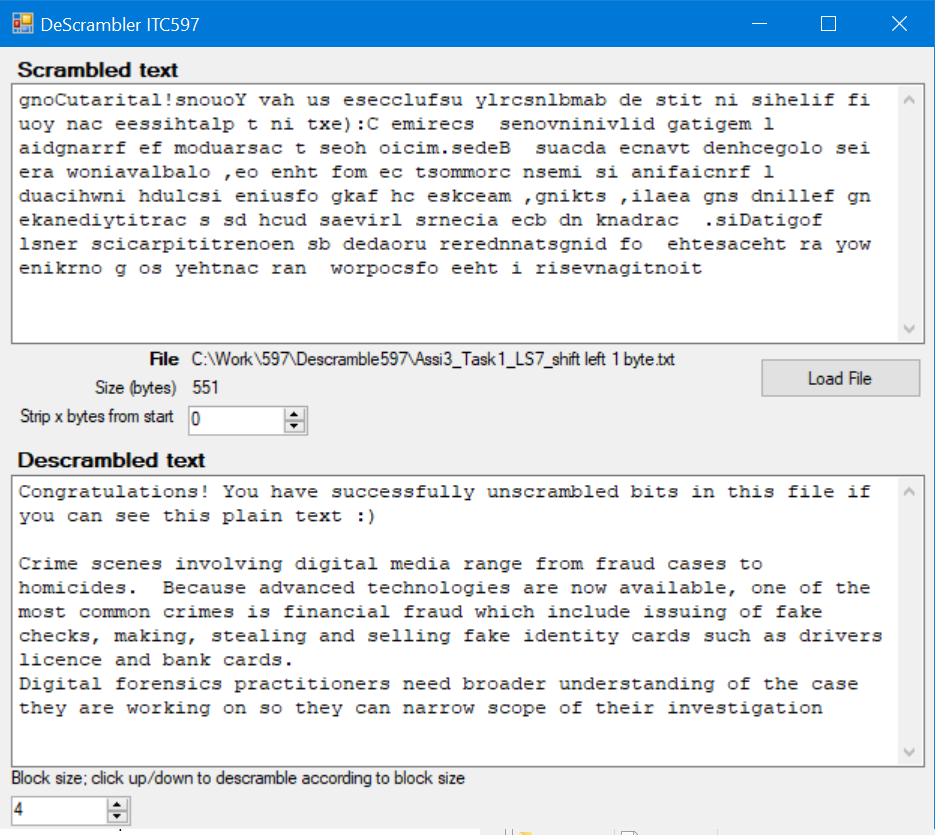 DeScrambler ITC597
Scrambled text
gnoCutarital!snouoY vah us esecclufsu ylrcsnlbmab de stit ni sihelif fi
uoy nac eessihtalp t ni txe):C emirecs  senovninivlid gatigem l
aidgnarrf ef moduarsac t seoh oicim.sedeB  suacda ecnavt denhcegolo sei
era woniavalbalo ,eo enht fom ec tsommorc nsemi si anifaicnrf l
duacihwni hdulcsi eniusfo gkaf hc eskceam ,gnikts ,ilaea gns dnillef gn
ekanediytitrac s sd hcud saevirl srnecia ecb dn knadrac  .siDatigof
lsner scicarpititrenoen sb dedaoru rerednnatsgnid fo  ehtesaceht ra yow
enikrno g os yehtnac ran  worpocsfo eeht i risevnagitnoit
File C:\Work\597\Descramble597\Assi3_Task1_LS7_shift left 1 byte.txt
Load File
Size (bytes) 551
Strip x bytes from start 0
Descrambled text
Congratulations! You have successfully unscrambled bits in this file if
you can see this plain text :)
Crime scenes involving digital media range from fraud cases to
homicides.  Because advanced technologies are now available, one of the
most common crimes is financial fraud which include issuing of fake
checks, making, stealing and selling fake identity cards such as drivers
licence and bank cards.
Digital forensics practitioners need broader understanding of the case
they are working on so they can narrow scope of their investigation
Block size; click up/down to descramble according to block size
4